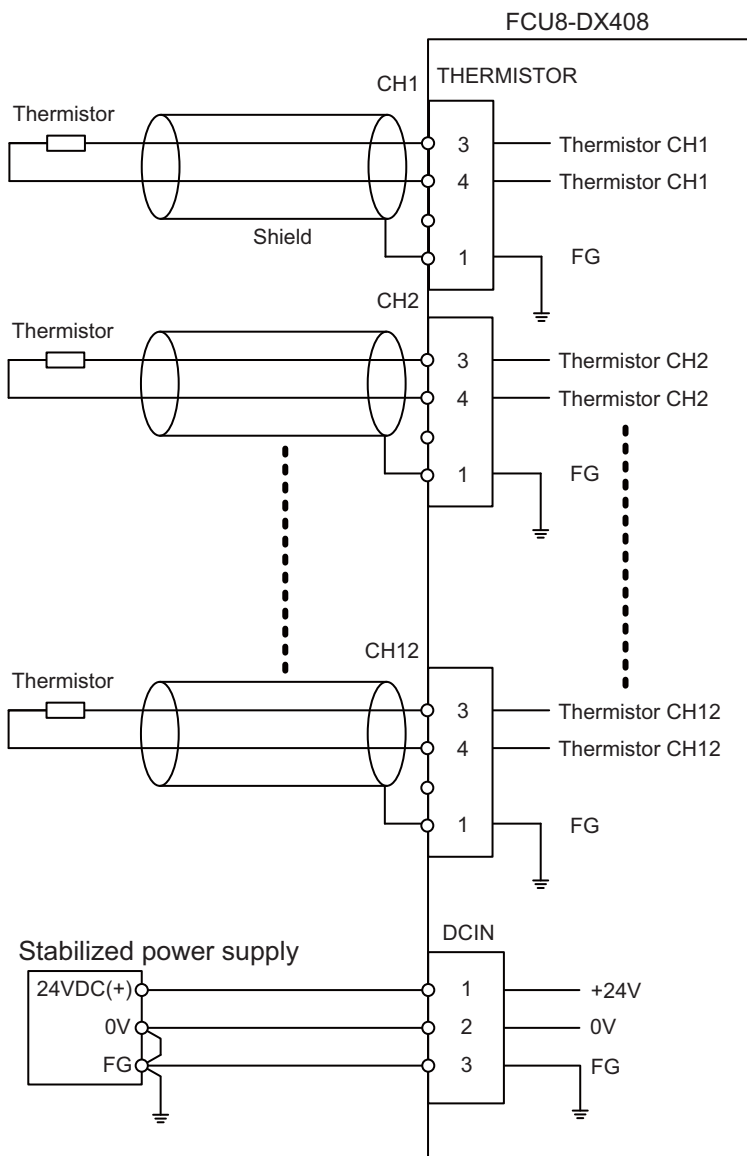 FCU8-DX408
CH1
THERMISTOR
Thermistor
3
Thermistor CH1
4
Thermistor CH1
Shield
1
FG
CH2
Thermistor
3
Thermistor CH2
4
Thermistor CH2
1
FG
CH12
Thermistor
3
Thermistor CH12
4
Thermistor CH12
1
FG
Stabilized power supply
DCIN
24VDC(+)
1
+24V
0V
2
0V
FG
3
FG